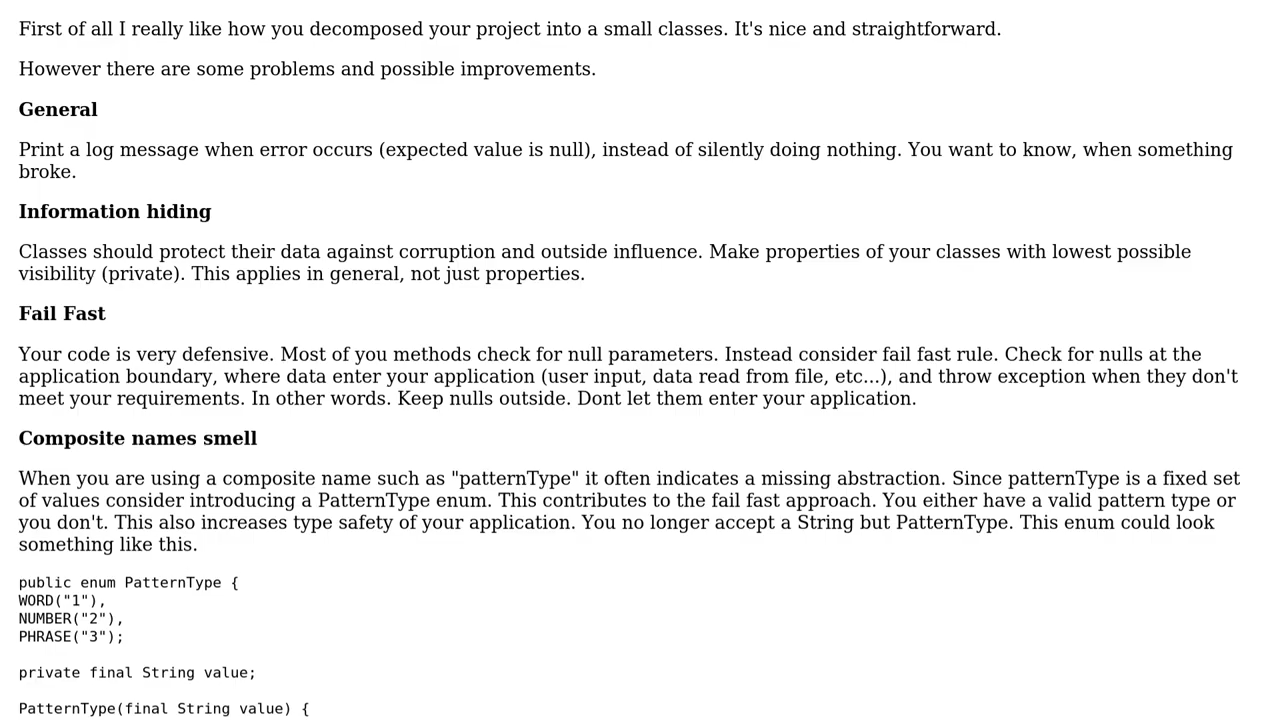 First of all I really like how you decomposed your project into a small classes. It's nice and straightforward.
However there are some problems and possible improvements.
General
Print a log message when error occurs (expected value is null), instead of silently doing nothing. You want to know, when something
broke.
Information hiding
Classes should protect their data against corruption and outside influence. Make properties of your classes with lowest possible
visibility (private). This applies in general, not just properties.
Fail Fast
Your code is very defensive. Most of you methods check for null parameters. Instead consider fail fast rule. Check for nulls at the
application boundary, where data enter your application (user input, data read from file, etc...), and throw exception when they don't
meet your requirements. In other words. Keep nulls outside. Dont let them enter your application.
Composite names smell
When you are using a composite name such as "patternType" it often indicates a missing abstraction. Since patternType is a fixed set
of values consider introducing a PatternType enum. This contributes to the fail fast approach. You either have a valid pattern type or
you don't. This also increases type safety of your application. You no longer accept a String but PatternType. This enum could look
something like this.
public enum PatternType {
WORD("1"),
NUMBER("2"),
PHRASE("3");
private final String value;
PatternType(final String value) {